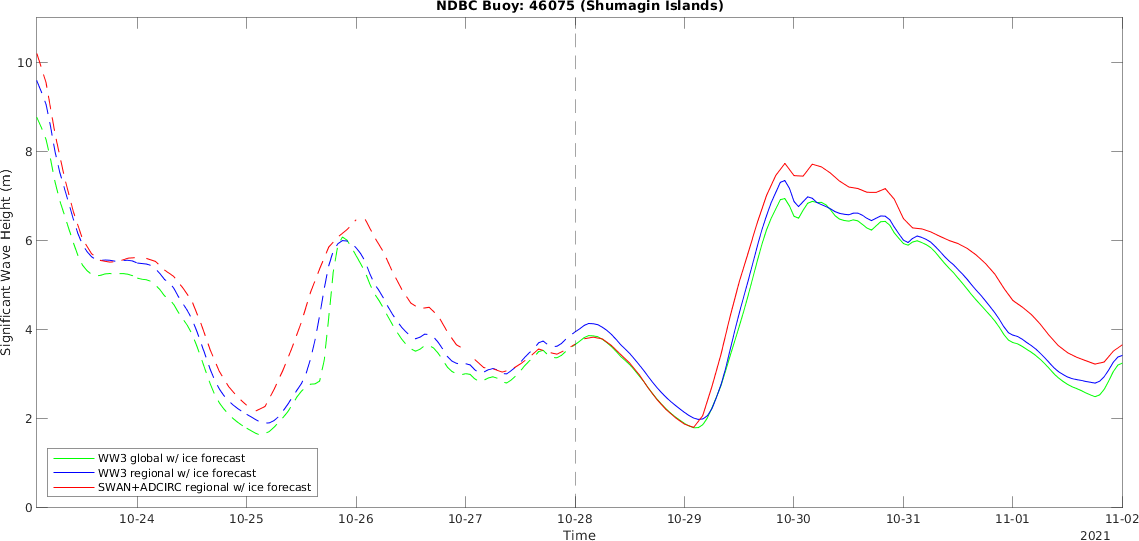 NDBC Buoy: 46075 (Shumagin Islands)
Significant Wave Height (m)
10
8
6
4
2
0
WW3 global w/ ice forecast
WW3 regional w/ ice forecast
SWAN+ADCIRC regional w/ ice forecast
10-24 10-25 10-26 10-27 10-28 10-29 10-30 10-31 11-01 11-02
Time
2021